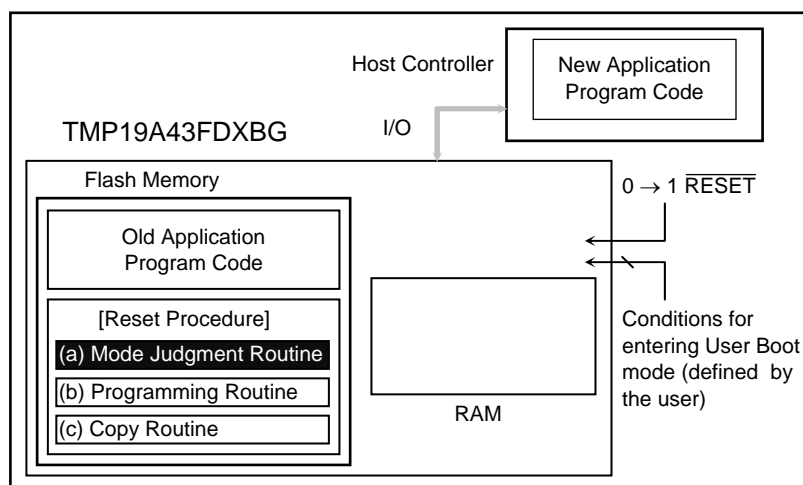 Host Controller
New Application
Program Code
TMP19A43FDXBG
I/O
Flash Memory
0 → 1 RESET
Old Application
Program Code
[Reset Procedure]
(a) Mode Judgment Routine
(b) Programming Routine
(c) Copy Routine
RAM
Conditions for
entering User Boot
mode (defined by
the user)